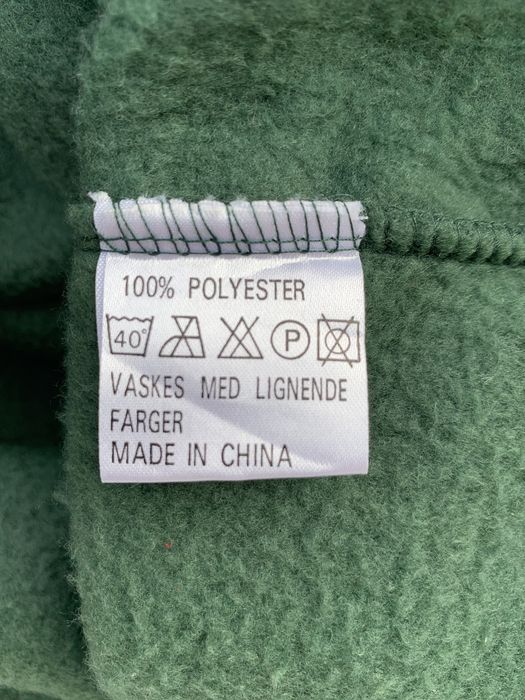 100% POLYESTER
40° P
VASKES MED LIGNENDE
FARGER
MADE IN CHINA